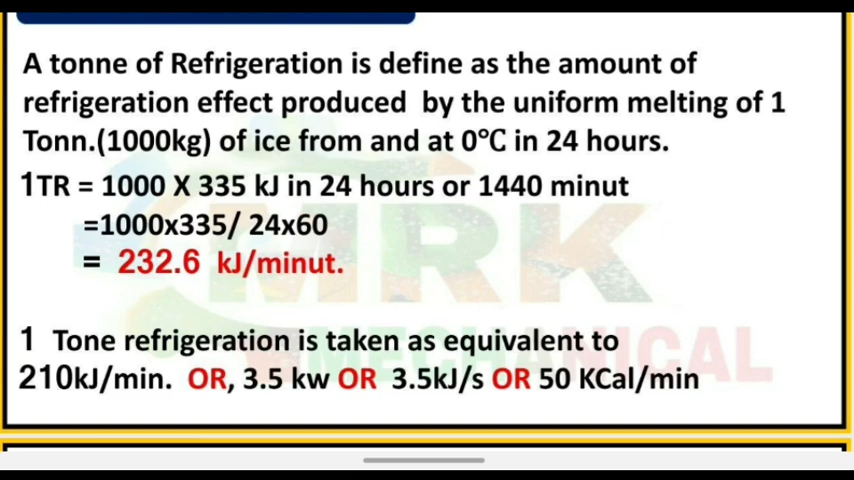 A tonne of Refrigeration is define as the amount of
refrigeration effect produced by the uniform melting of 1
Tonn.(1000kg) of ice from and at 0°C in 24 hours.
1TR = 1000 X 335 kJ in 24 hours or 1440 minut
=1000x335/ 24x60
= 232.6 kJ/minut.
MRK
MECHANICAL
1 Tone refrigeration is taken as equivalent to
210kJ/min. OR, 3.5 kw OR 3.5kJ/s OR 50 KCal/min